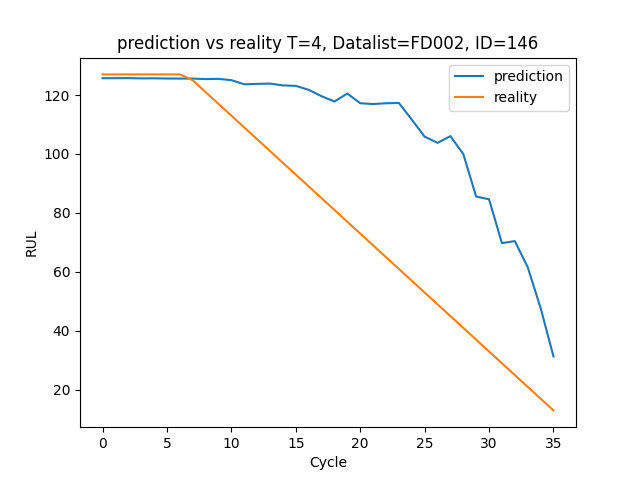 prediction vs reality T=4, Datalist=FD002, ID=146
prediction
reality
120
100
80
60
40
20
RUL
0 5 10 15 20 25 30 35
Cycle